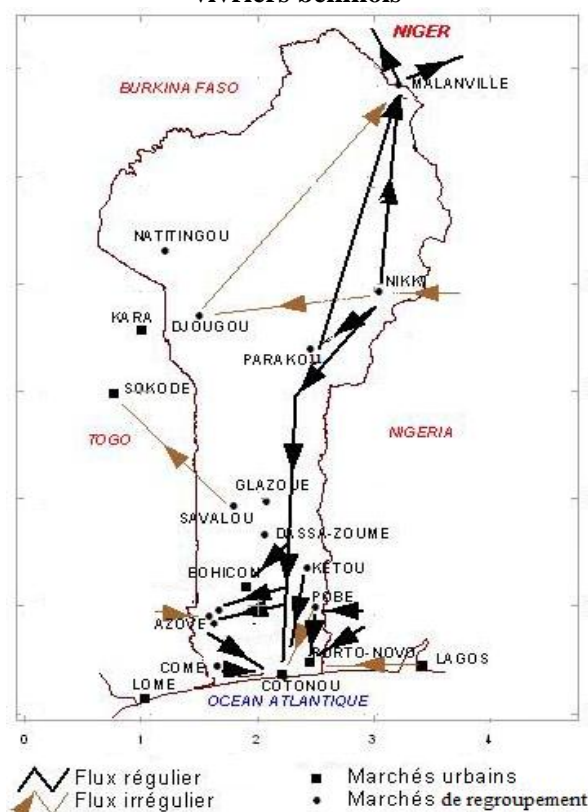 vivriers béninois
NIGER
MALANVILLE
BURKINA FASO
NATITINGOU
NIKKI
KARA
DJOUGOU
PARAKOU
SOKODE
TOGO
NIGERIA
GLAZOUE
SAVALOU
DASSA-ZOUME
BOHICON
KETOU
POBE
AZOVE
PORTO-NOVO
COME
LAGOS
LOME
COTONOU
OCEAN ATLANTIQUE
0 1 2 3 4
Flux régulier
Marchés urbains
Flux irrégulier
Marchés de regroupement